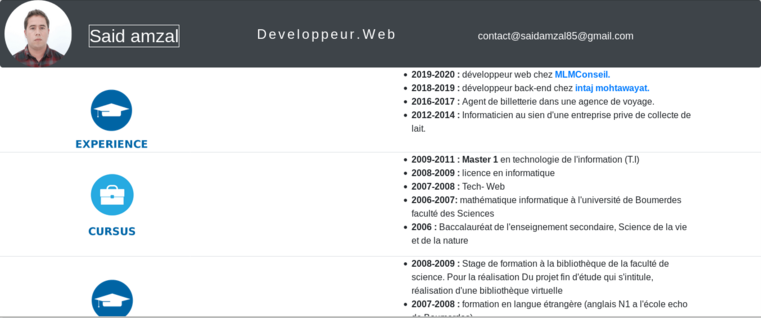 Said amzal
Developpeur.Web
contact@saidamzal85@gmail.com
EXPERIENCE
2019-2020 : développeur web chez MLMConseil.
2018-2019 : développeur back-end chez intaj mohtawayat.
2016-2017 : Agent de billetterie dans une agence de voyage.
2012-2014 : Informaticien au sien d'une entreprise prive de collecte de
lait.
CURSUS
2009-2011 : Master 1 en technologie de l'information (T.I)
2008-2009 : licence en informatique
2007-2008 : Tech- Web
2006-2007: mathématique informatique à l'université de Boumerdes
faculté des Sciences
2006 : Baccalauréat de l'enseignement secondaire, Science de la vie
et de la nature
2008-2009 : Stage de formation à la bibliothèque de la faculté de
science. Pour la réalisation Du projet fin d'étude qui s'intitule,
réalisation d'une bibliothèque virtuelle
2007-2008 : formation en langue étrangère (anglais N1 a l'école echo
de Boumerdes)